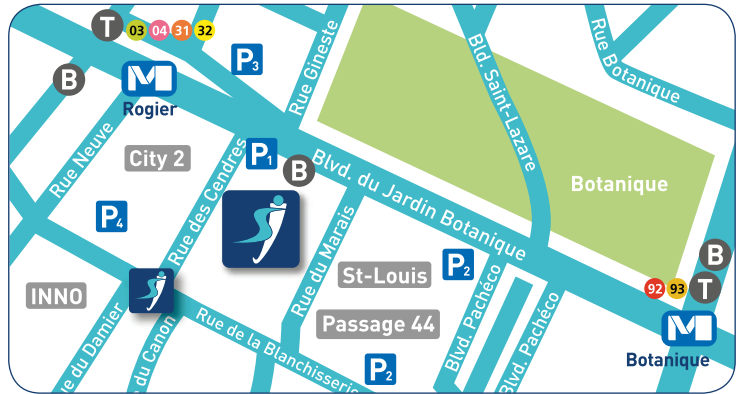 T 03 04 31 32
P3
B
M
Rogier
Rue Gineste
Bld. Saint-Lazare
Rue Botanique
Rue Neuve
City 2
P1
B
Blvd. du Jardin Botanique
Botanique
P4
Rue des Cendres
Rue du Marais
St-Louis
P2
B
92 93 T
INNO
Passage 44
Blvd. Pachéco
Blvd. Pachéco
M
Botanique
ue du Damier
du Canon
Rue de la Blanchisserie
P2